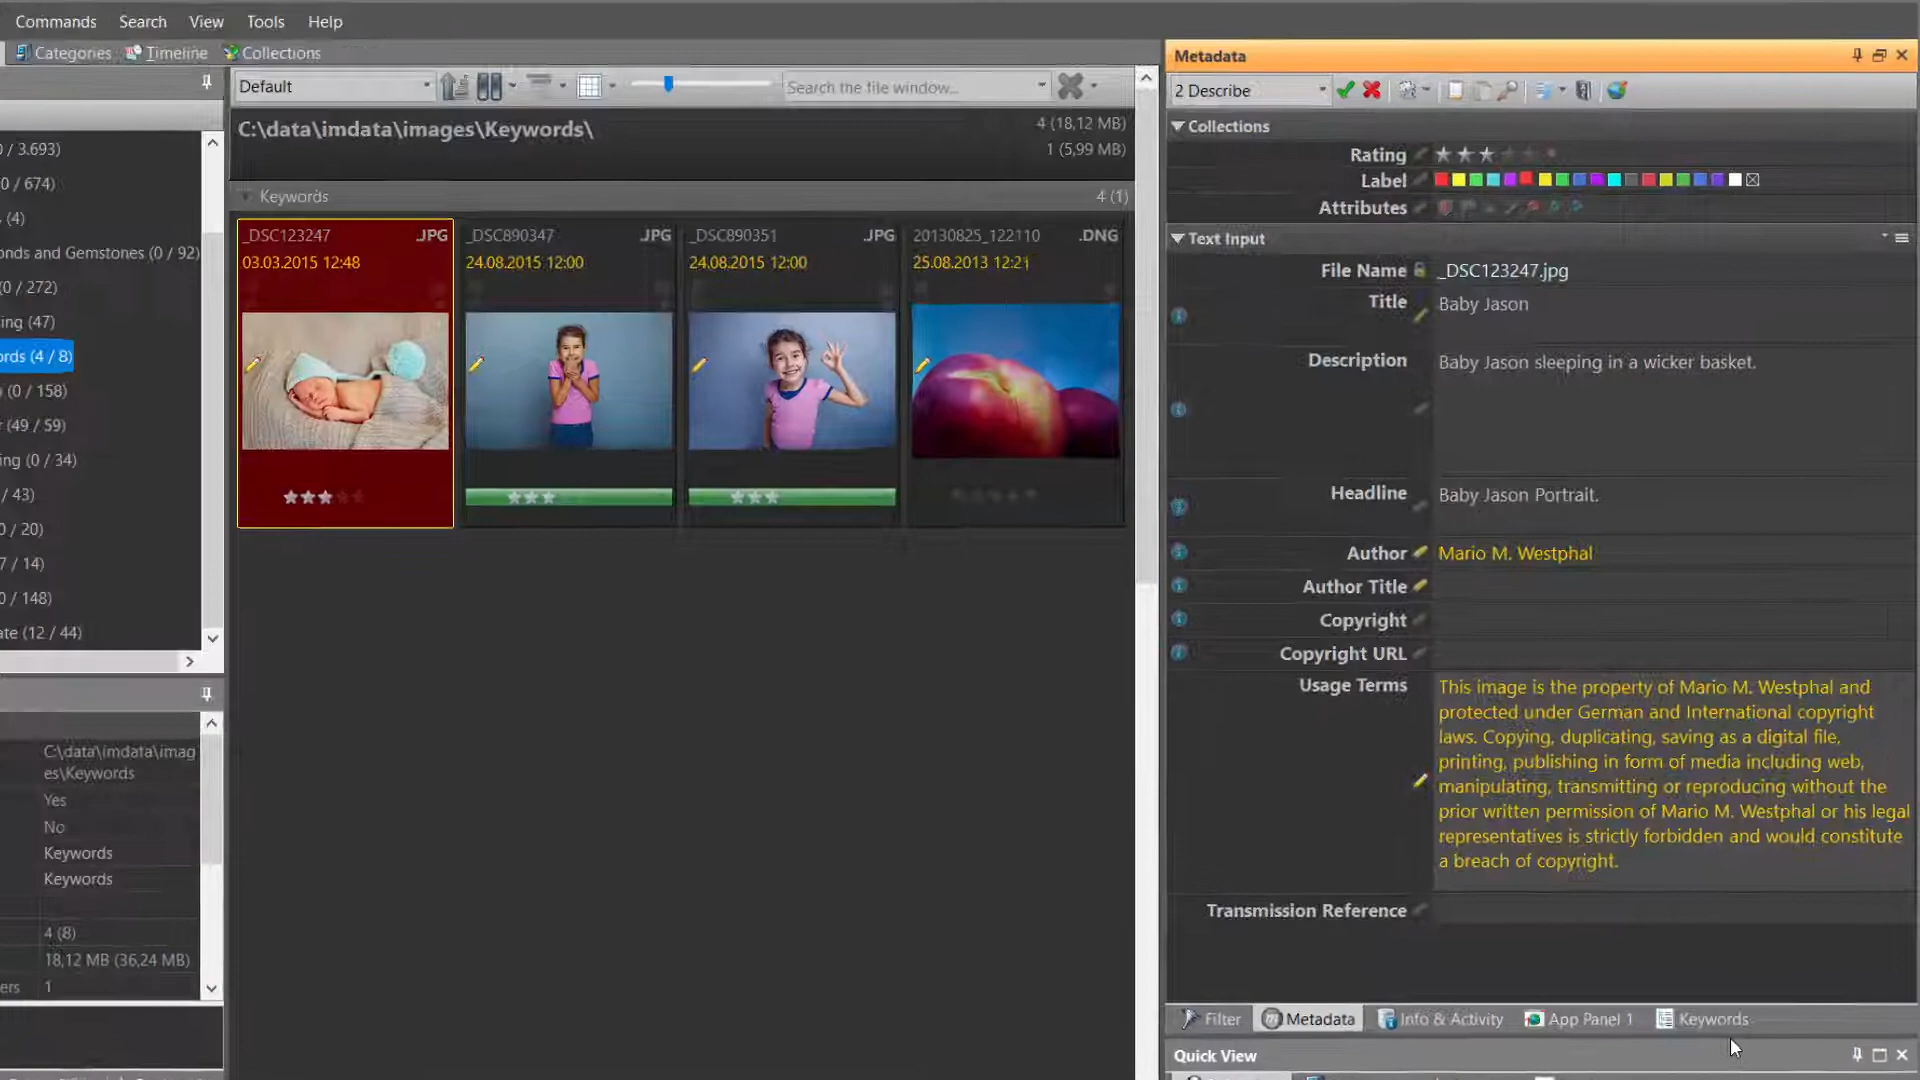 Commands Search View Tools Help
Categories Timeline Collections
Default
Search the file window...
C:\data\imdata\images\Keywords\
4 (18,12 MB)
1 (5,99 MB)
Keywords 4 (1)
/ 3.693)
0 / 674)
(4)
onds and Gemstones (0 / 92)
(0 / 272)
ing (47)
ords (4 / 8)
(0 / 158)
(49 / 59)
ing (0 / 34)
/ 43)
0 / 20)
7 / 14)
0 / 148)
ate (12 / 44)
_DSC123247 .JPG
03.03.2015 12:48
_DSC890347 .JPG
24.08.2015 12:00
_DSC890351 .JPG
24.08.2015 12:00
20130825_122110 .DNG
25.08.2013 12:21
C:\data\imdata\imag
es\Keywords
Yes
No
Keywords
Keywords
4 (8)
18,12 MB (36,24 MB)
ers 1
Metadata
2 Describe
Collections
Rating
Label
Attributes
Text Input
File Name _DSC123247.jpg
Title Baby Jason
Description Baby Jason sleeping in a wicker basket.
Headline Baby Jason Portrait.
Author Mario M. Westphal
Author Title
Copyright
Copyright URL
Usage Terms This image is the property of Mario M. Westphal and
protected under German and International copyright
laws. Copying, duplicating, saving as a digital file,
printing, publishing in form of media including web,
manipulating, transmitting or reproducing without the
prior written permission of Mario M. Westphal or his legal
representatives is strictly forbidden and would constitute
a breach of copyright.
Transmission Reference
Filter Metadata Info & Activity App Panel 1 Keywords
Quick View